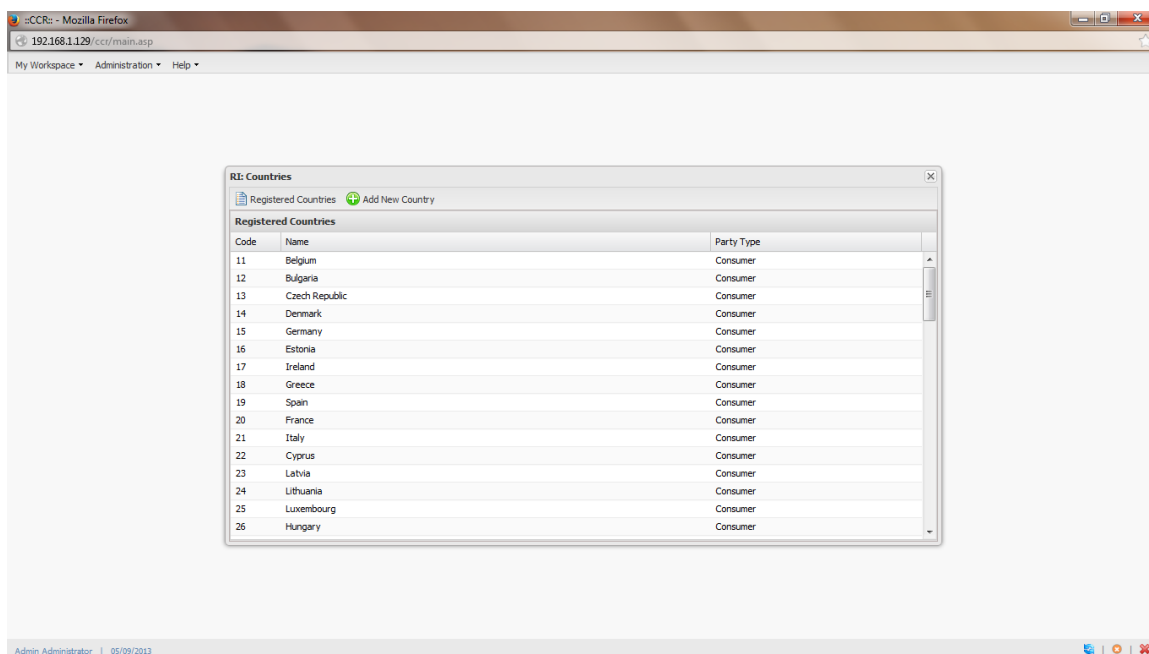 ::CCR:: - Mozilla Firefox
192.168.1.129/ccr/main.asp
My Workspace Administration Help
RI: Countries
Registered Countries Add New Country
Registered Countries
Code Name Party Type
11 Belgium Consumer
12 Bulgaria Consumer
13 Czech Republic Consumer
14 Denmark Consumer
15 Germany Consumer
16 Estonia Consumer
17 Ireland Consumer
18 Greece Consumer
19 Spain Consumer
20 France Consumer
21 Italy Consumer
22 Cyprus Consumer
23 Latvia Consumer
24 Lithuania Consumer
25 Luxembourg Consumer
26 Hungary Consumer
Admin Administrator | 05/09/2013